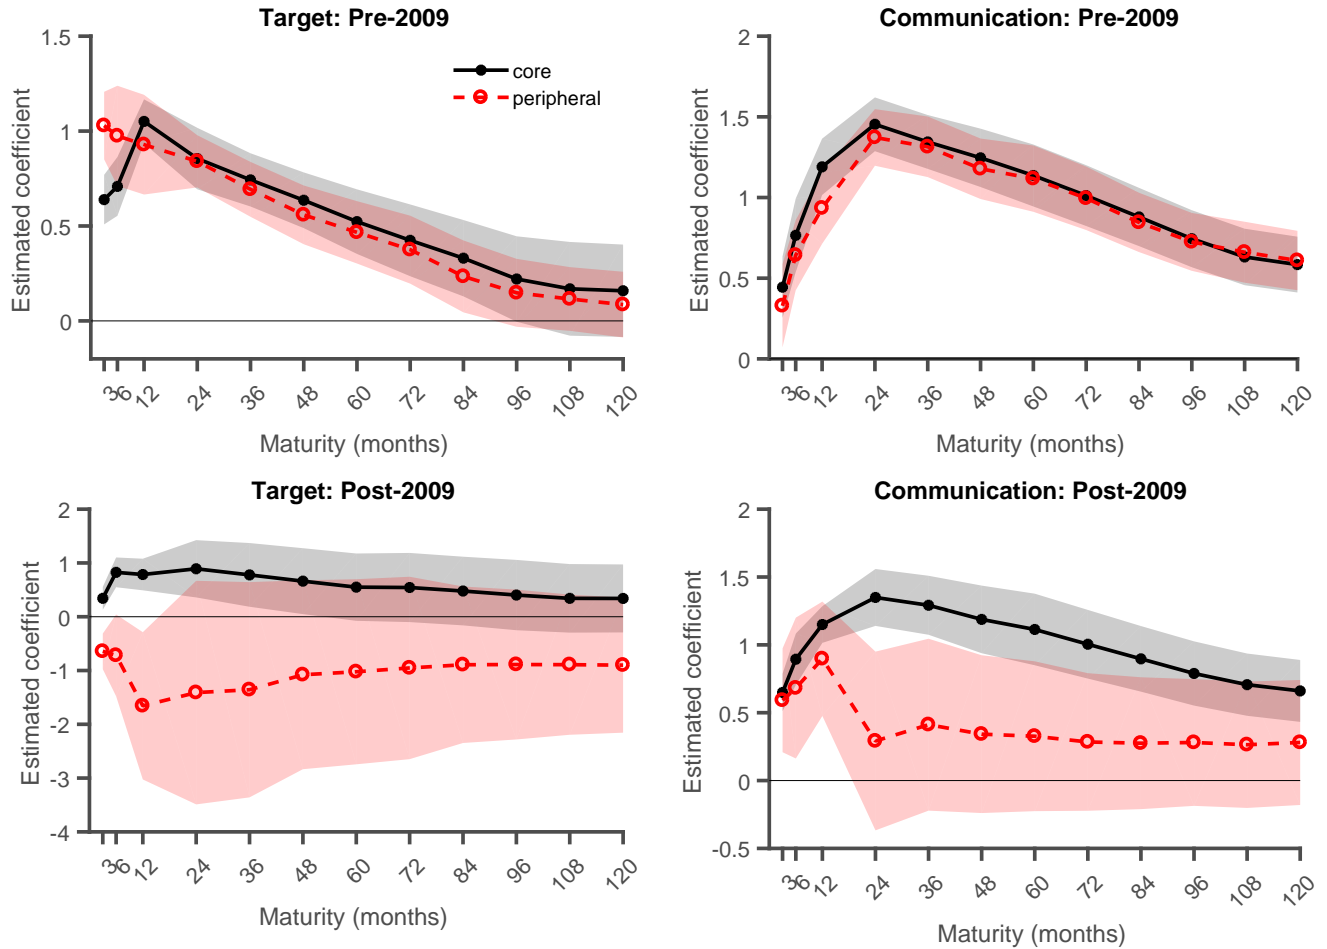 Target: Pre-2009
Estimated coefficient
1.5
1
0.5
0
core
peripheral
3 6 12 24 36 48 60 72 84 96 108 120
Maturity (months)
Communication: Pre-2009
Estimated coefficient
2
1.5
1
0.5
0
3 6 12 24 36 48 60 72 84 96 108 120
Maturity (months)
Target: Post-2009
Estimated coefficient
2
1
0
-1
-2
-3
-4
3 6 12 24 36 48 60 72 84 96 108 120
Maturity (months)
Communication: Post-2009
Estimated coefficient
2
1.5
1
0.5
0
-0.5
3 6 12 24 36 48 60 72 84 96 108 120
Maturity (months)